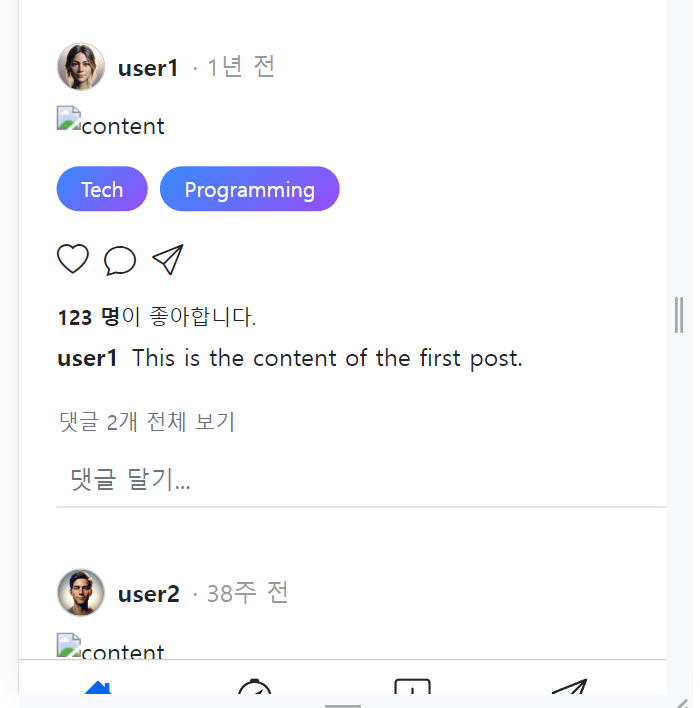 user1 · 1년 전
content
Tech Programming
123 명이 좋아합니다.
user1 This is the content of the first post.
댓글 2개 전체 보기
댓글 달기...
user2 · 38주 전
content